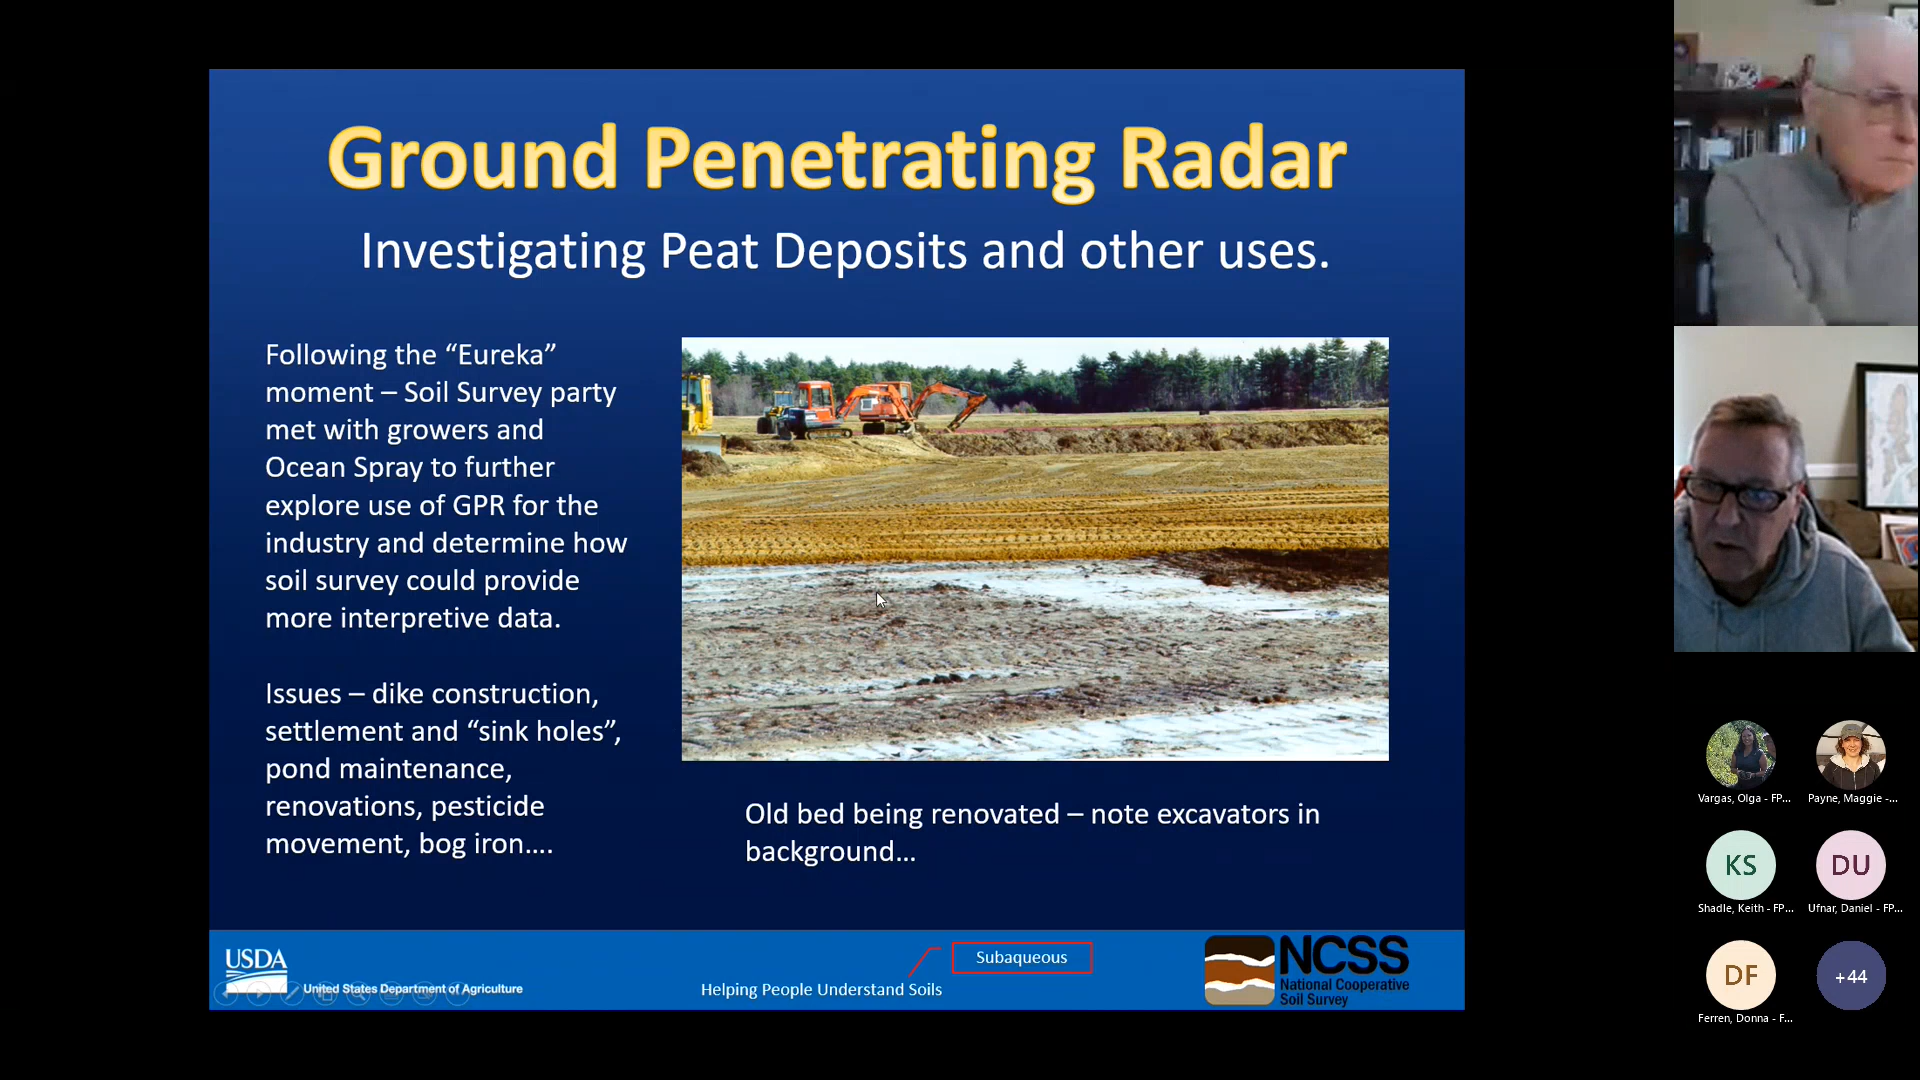 Ground Penetrating Radar
Investigating Peat Deposits and other uses.
Following the “Eureka”
moment – Soil Survey party
met with growers and
Ocean Spray to further
explore use of GPR for the
industry and determine how
soil survey could provide
more interpretive data.
Issues – dike construction,
settlement and “sink holes”,
pond maintenance,
renovations, pesticide
movement, bog iron....
Old bed being renovated – note excavators in
background...
USDA
United States Department of Agriculture
Subaqueous
Helping People Understand Soils
NCSS
National Cooperative
Soil Survey
Vargas, Olga - FP...
Payne, Maggie -...
KS
DU
Shadle, Keith - FP...
Ufnar, Daniel - FP...
DF
+44
Ferren, Donna - F...